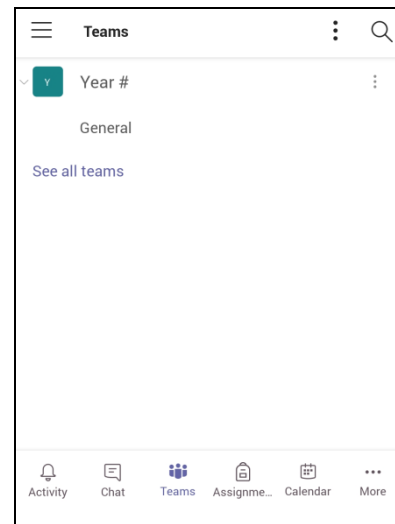 Teams
Y Year #
General
See all teams
Activity Chat Teams Assignme... Calendar More